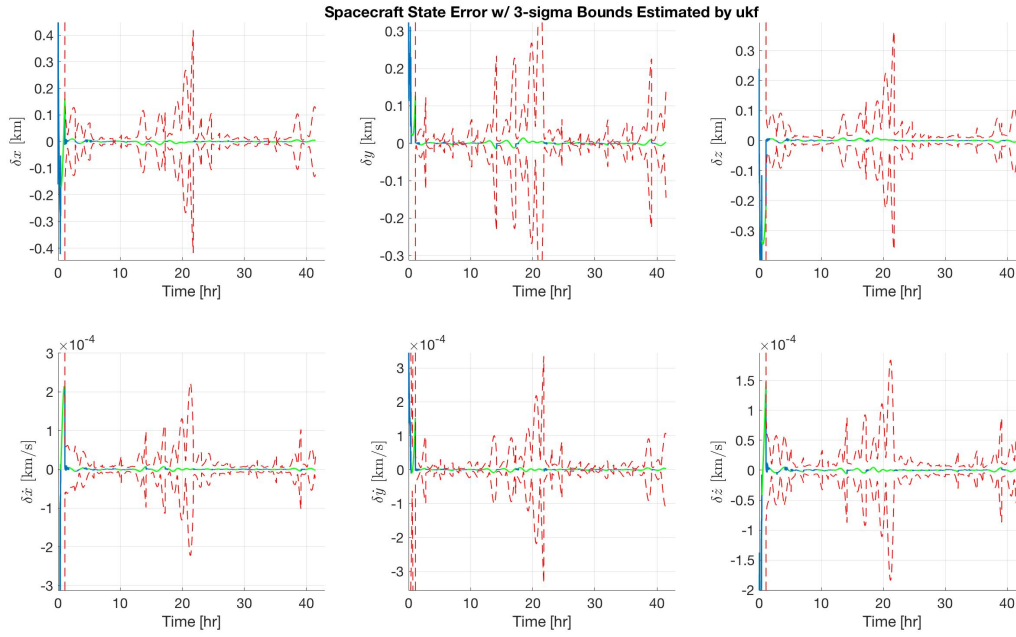 Spacecraft State Error w/ 3-sigma Bounds Estimated by ukf
0.4
0.3
0.2
0.1
0
-0.1
-0.2
-0.3
-0.4
δx [km]
0 10 20 30 40
Time [hr]
0.3
0.2
0.1
0
-0.1
-0.2
-0.3
δy [km]
0 10 20 30 40
Time [hr]
0.3
0.2
0.1
0
-0.1
-0.2
-0.3
δz [km]
0 10 20 30 40
Time [hr]
×10⁻⁴
3
2
1
0
-1
-2
-3
δẋ [km/s]
0 10 20 30 40
Time [hr]
×10⁻⁴
3
2
1
0
-1
-2
-3
δẏ [km/s]
0 10 20 30 40
Time [hr]
×10⁻⁴
1.5
1
0.5
0
-0.5
-1
-1.5
-2
δż [km/s]
0 10 20 30 40
Time [hr]